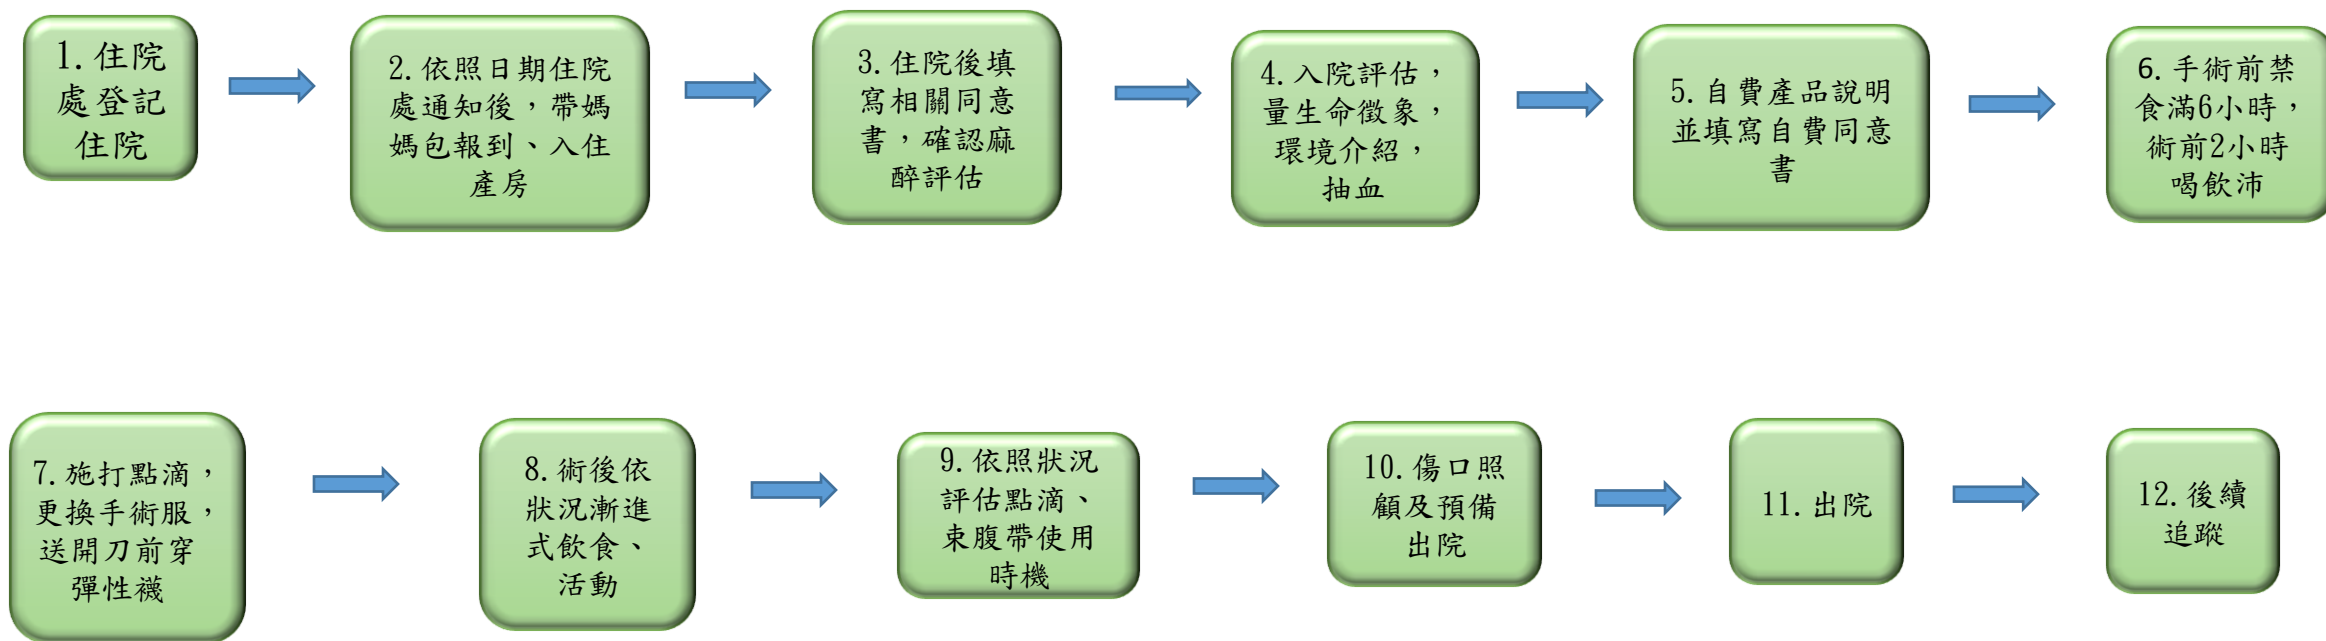 1.住院
處登記
住院
2.依照日期住院
處通知後，帶媽
媽包報到、入住
產房
3.住院後填
寫相關同意
書，確認麻
醉評估
4.入院評估，
量生命徵象，
環境介紹，
抽血
5.自費產品說明
並填寫自費同意
書
6.手術前禁
食滿6小時，
術前2小時
喝飲沛
7.施打點滴，
更換手術服，
送開刀前穿
彈性襪
8.術後依
狀況漸進
式飲食、
活動
9.依照狀況
評估點滴、
束腹帶使用
時機
10.傷口照
顧及預備
出院
11.出院
12.後續
追蹤